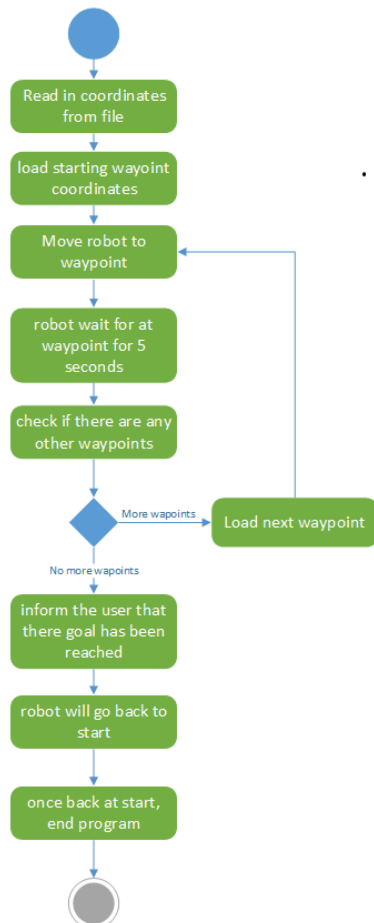 Read in coordinates
from file
load starting wayoint
coordinates
Move robot to
waypoint
robot wait for at
waypoint for 5
seconds
check if there are any
other waypoints
More wapoints
Load next waypoint
No more wapoints
inform the user that
there goal has been
reached
robot will go back to
start
once back at start,
end program